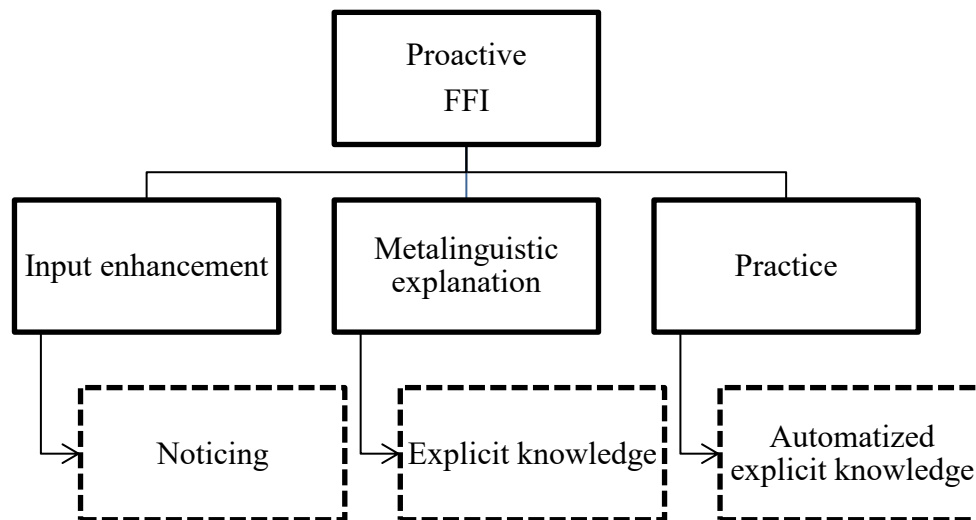 Proactive
FFI
Input enhancement
Metalinguistic
explanation
Practice
Noticing
Explicit knowledge
Automatized
explicit knowledge